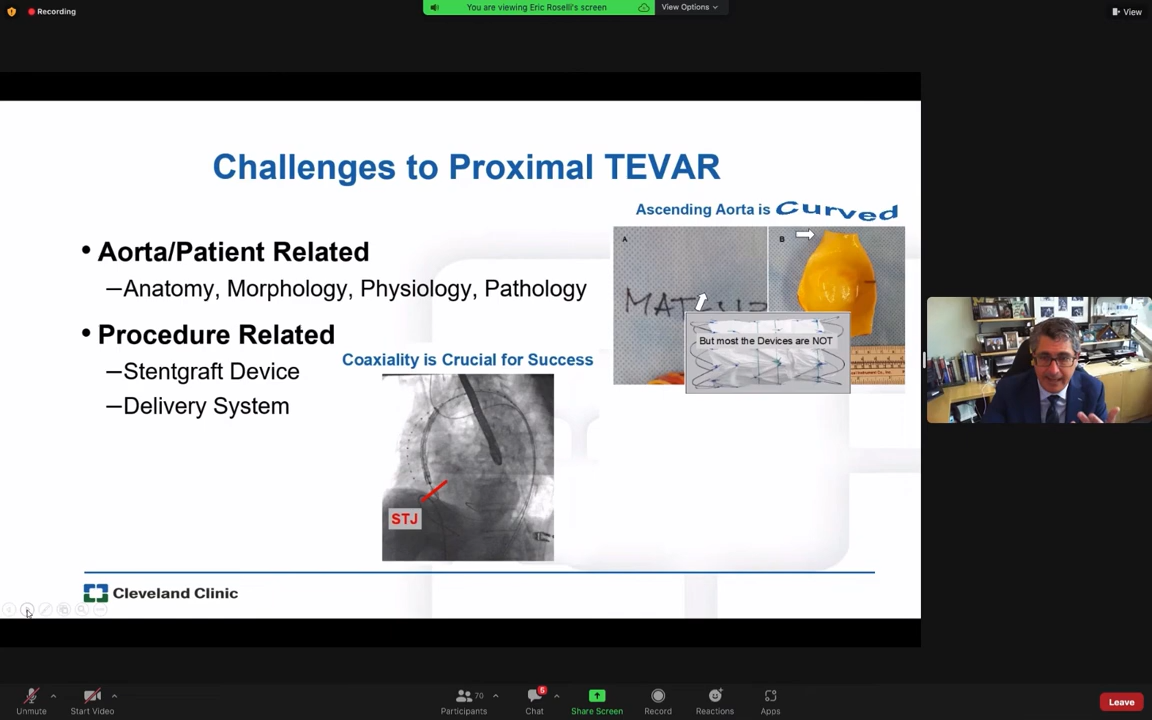 Recording
You are viewing Eric Roselli's screen
View Options
View
Challenges to Proximal TEVAR
Ascending Aorta is Curved
• Aorta/Patient Related
–Anatomy, Morphology, Physiology, Pathology
• Procedure Related
–Stentgraft Device
–Delivery System
Coaxiality is Crucial for Success
A
B
But most the Devices are NOT
STJ
Cleveland Clinic
Unmute
Start Video
70
Participants
5
Chat
Share Screen
Record
Reactions
Apps
Leave